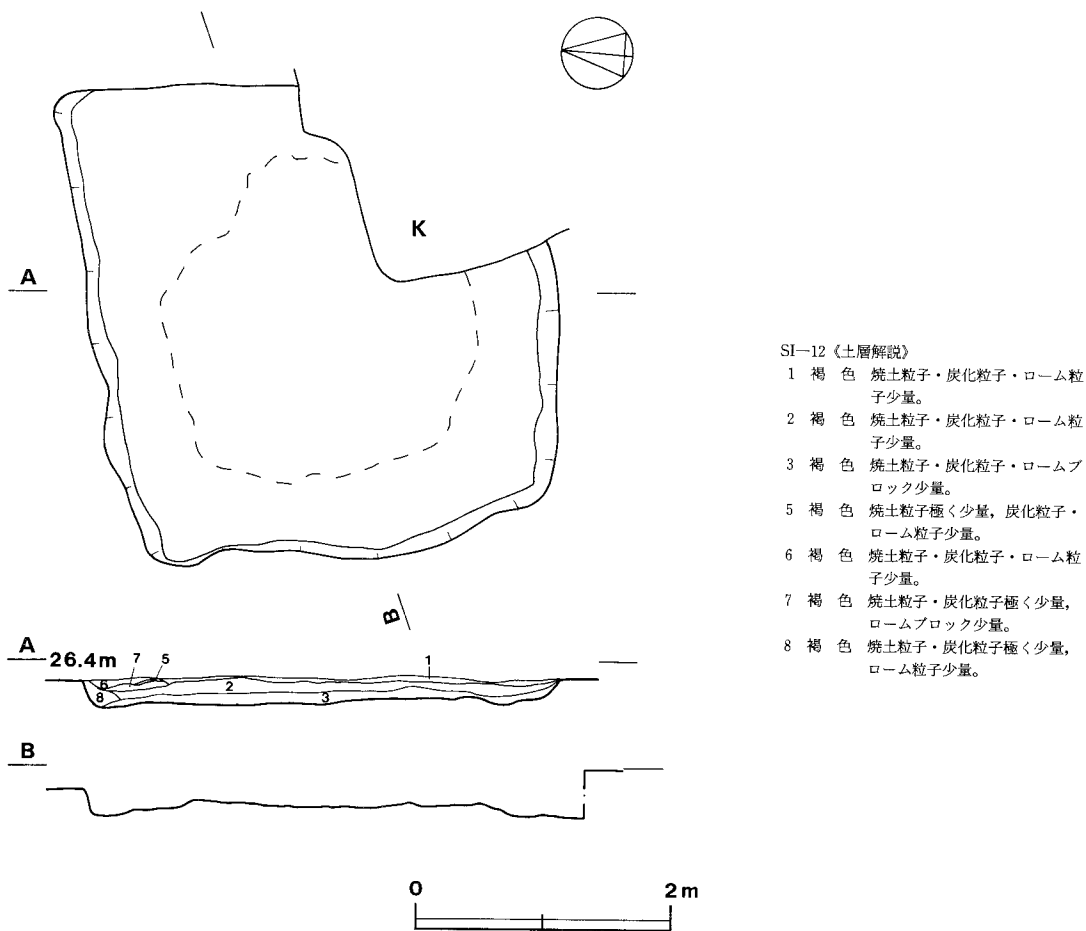 K
A
SI—12《土層解説》
1 褐 色 焼土粒子・炭化粒子・ローム粒
子少量。
2 褐 色 焼土粒子・炭化粒子・ローム粒
子少量。
3 褐 色 焼土粒子・炭化粒子・ロームブ
ロック少量。
5 褐 色 焼土粒子極く少量，炭化粒子・
ローム粒子少量。
6 褐 色 焼土粒子・炭化粒子・ローム粒
子少量。
7 褐 色 焼土粒子・炭化粒子極く少量，
ロームブロック少量。
8 褐 色 焼土粒子・炭化粒子極く少量，
ローム粒子少量。
B
A 26.4m
7 5 1
6 2
8 3
B
0 2m